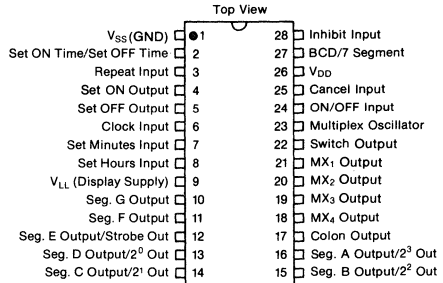 Top View
V_SS (GND) 1 28 Inhibit Input
Set ON Time/Set OFF Time 2 27 BCD/7 Segment
Repeat Input 3 26 V_DD
Set ON Output 4 25 Cancel Input
Set OFF Output 5 24 ON/OFF Input
Clock Input 6 23 Multiplex Oscillator
Set Minutes Input 7 22 Switch Output
Set Hours Input 8 21 MX₁ Output
V_LL (Display Supply) 9 20 MX₂ Output
Seg. G Output 10 19 MX₃ Output
Seg. F Output 11 18 MX₄ Output
Seg. E Output/Strobe Out 12 17 Colon Output
Seg. D Output/2⁰ Out 13 16 Seg. A Output/2³ Out
Seg. C Output/2¹ Out 14 15 Seg. B Output/2² Out